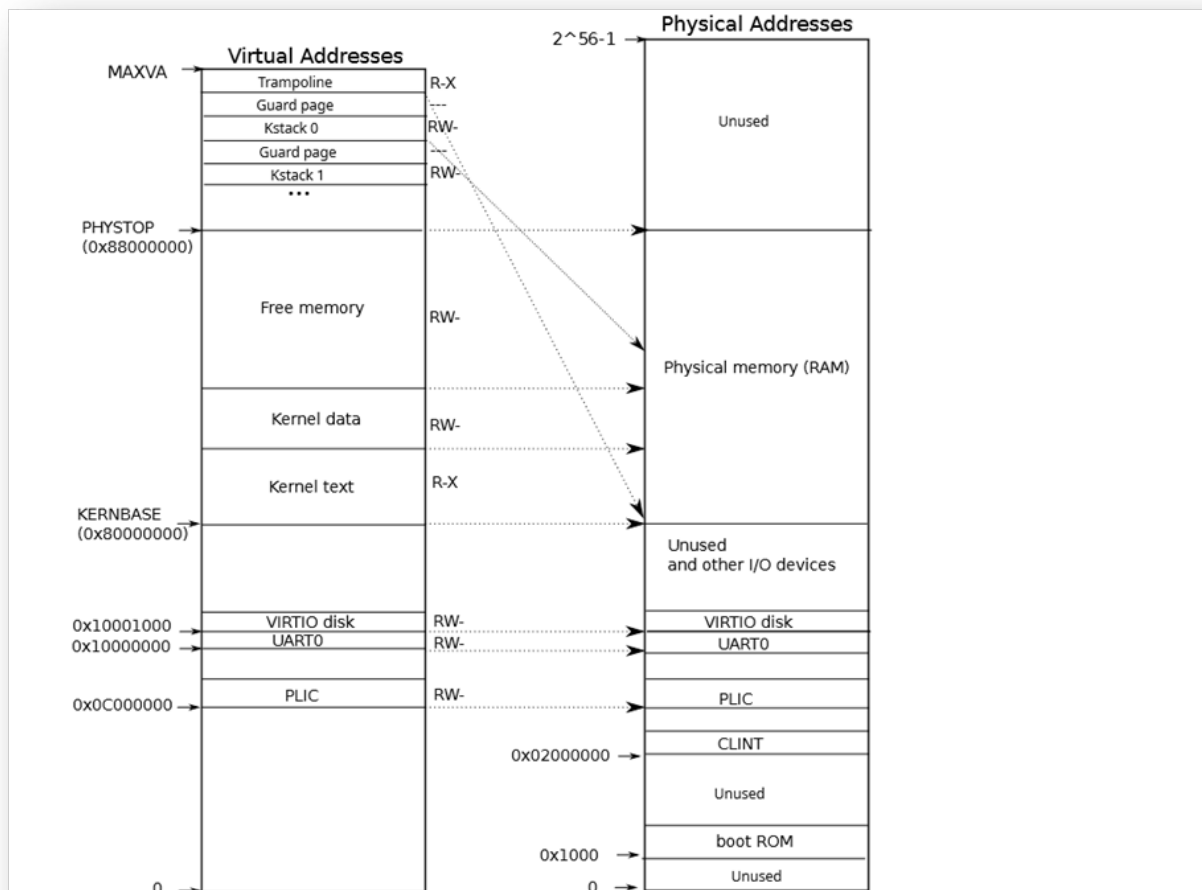 Physical Addresses
2^56-1
Virtual Addresses
MAXVA
Trampoline
R-X
Guard page
---
Unused
Kstack 0
RW-
Guard page
---
Kstack 1
RW-
...
PHYSTOP
(0x88000000)
Free memory
RW-
Physical memory (RAM)
Kernel data
RW-
Kernel text
R-X
KERNBASE
(0x80000000)
Unused
and other I/O devices
0x10001000
VIRTIO disk
RW-
VIRTIO disk
0x10000000
UART0
RW-
UART0
0x0C000000
PLIC
RW-
PLIC
CLINT
0x02000000
Unused
boot ROM
0x1000
Unused
0
0